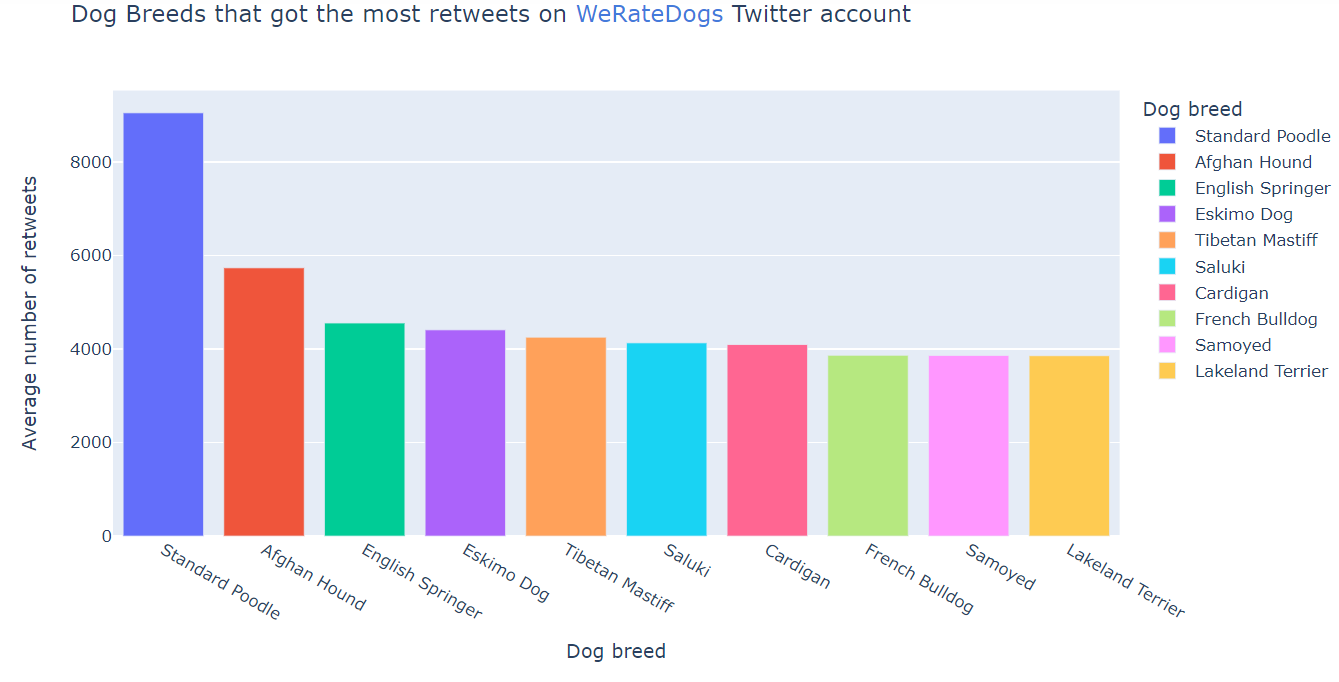 Dog Breeds that got the most retweets on WeRateDogs Twitter account
Average number of retweets
8000
6000
4000
2000
0
Standard Poodle
Afghan Hound
English Springer
Eskimo Dog
Tibetan Mastiff
Saluki
Cardigan
French Bulldog
Samoyed
Lakeland Terrier
Dog breed
Dog breed
Standard Poodle
Afghan Hound
English Springer
Eskimo Dog
Tibetan Mastiff
Saluki
Cardigan
French Bulldog
Samoyed
Lakeland Terrier